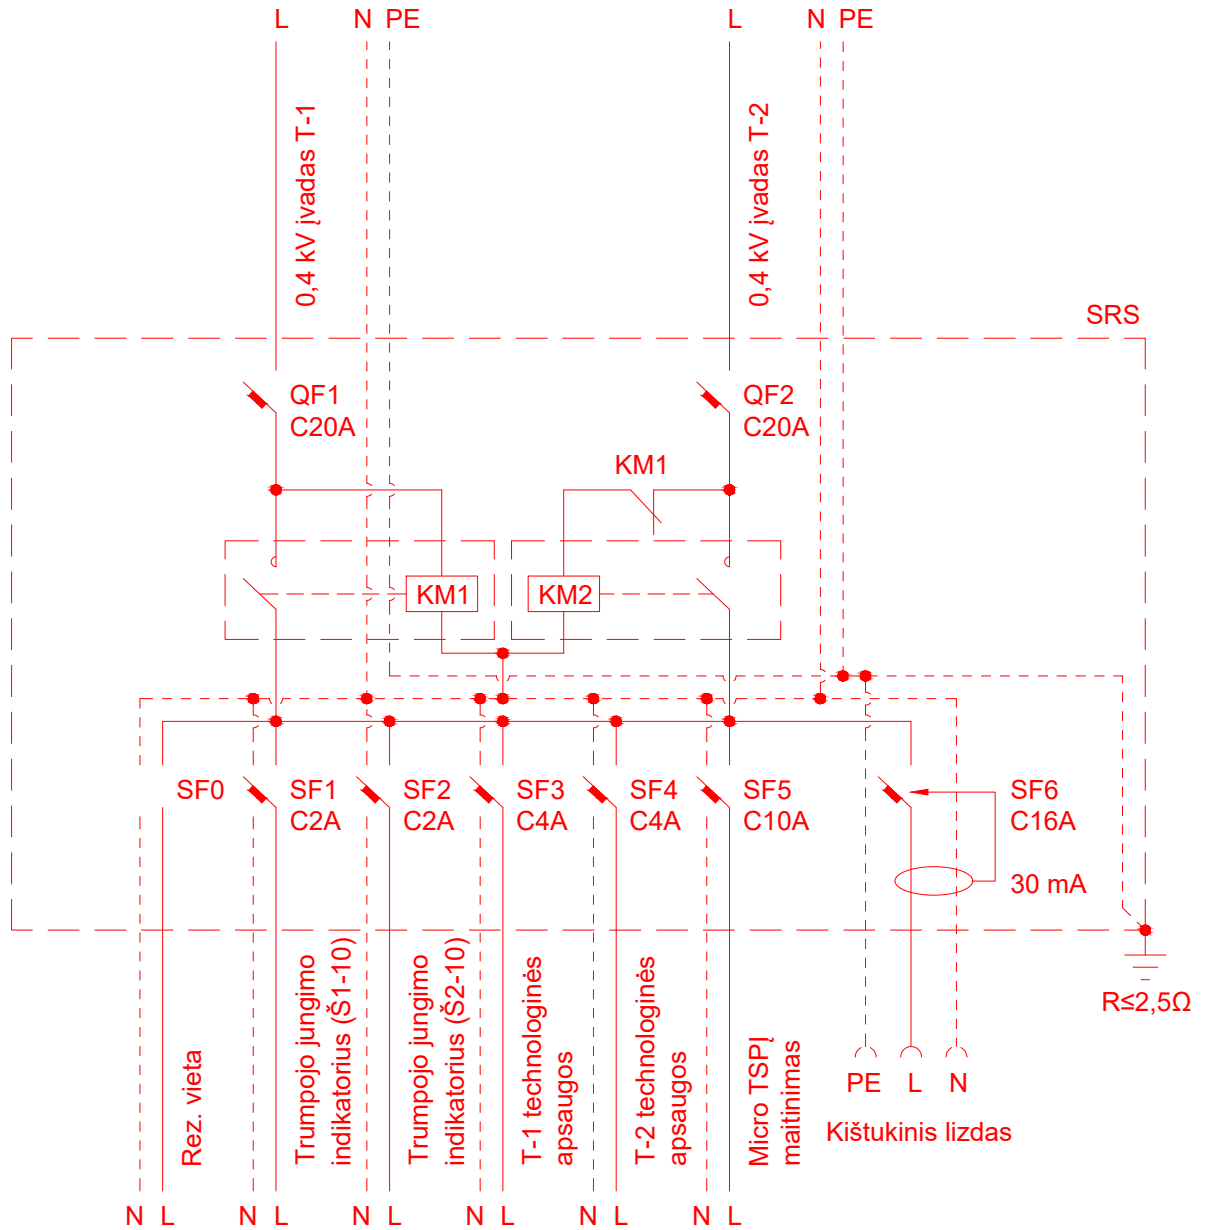 L
N PE
L
N PE
0,4 kV įvadas T-1
0,4 kV įvadas T-2
SRS
QF1
C20A
QF2
C20A
KM1
KM1
KM2
SF0
SF1
C2A
SF2
C2A
SF3
C4A
SF4
C4A
SF5
C10A
SF6
C16A
30 mA
R≤2,5Ω
Rez. vieta
Trumpojo jungimo
indikatorius (Š1-10)
Trumpojo jungimo
indikatorius (Š2-10)
T-1 technologinės
apsaugos
T-2 technologinės
apsaugos
Micro TSPĮ
maitinimas
PE L N
Kištukinis lizdas
N L
N L
N L
N L
N L
N L